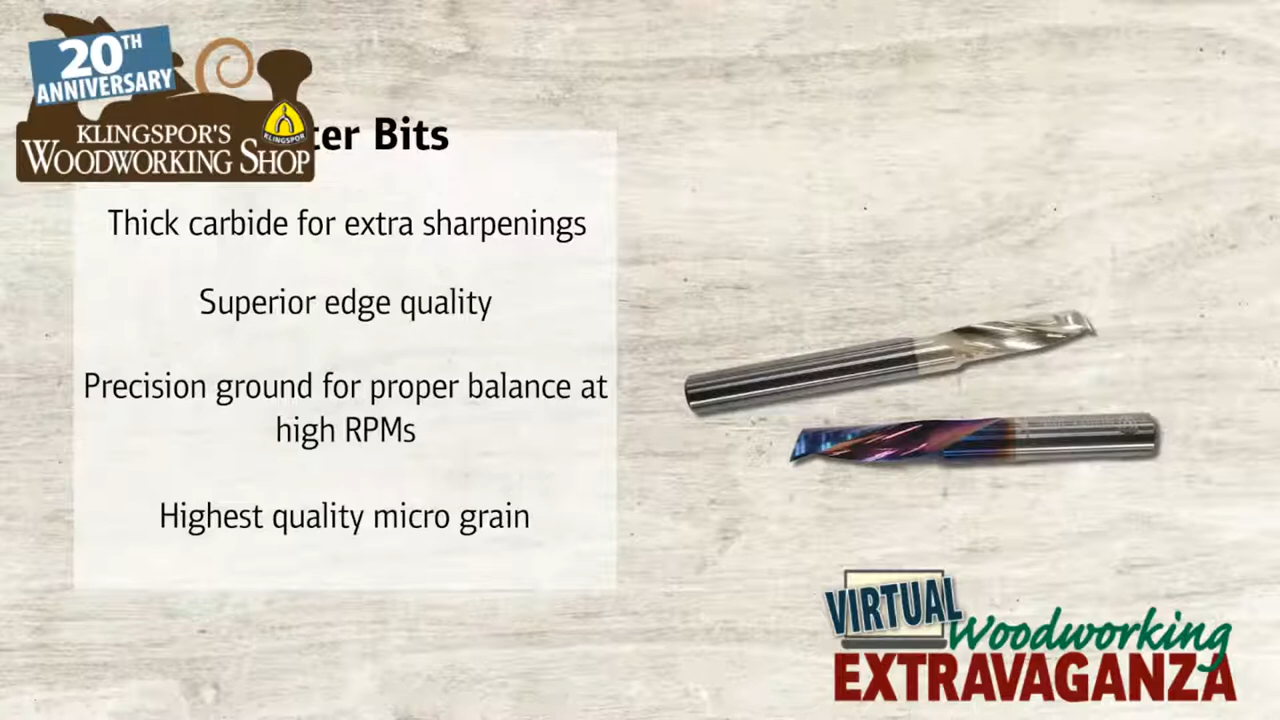 20TH
ANNIVERSARY
KLINGSPOR'S
WOODWORKING SHOP
KLINGSPOR
ter Bits
Thick carbide for extra sharpenings
Superior edge quality
Precision ground for proper balance at
high RPMs
Highest quality micro grain
VIRTUAL
Woodworking
EXTRAVAGANZA